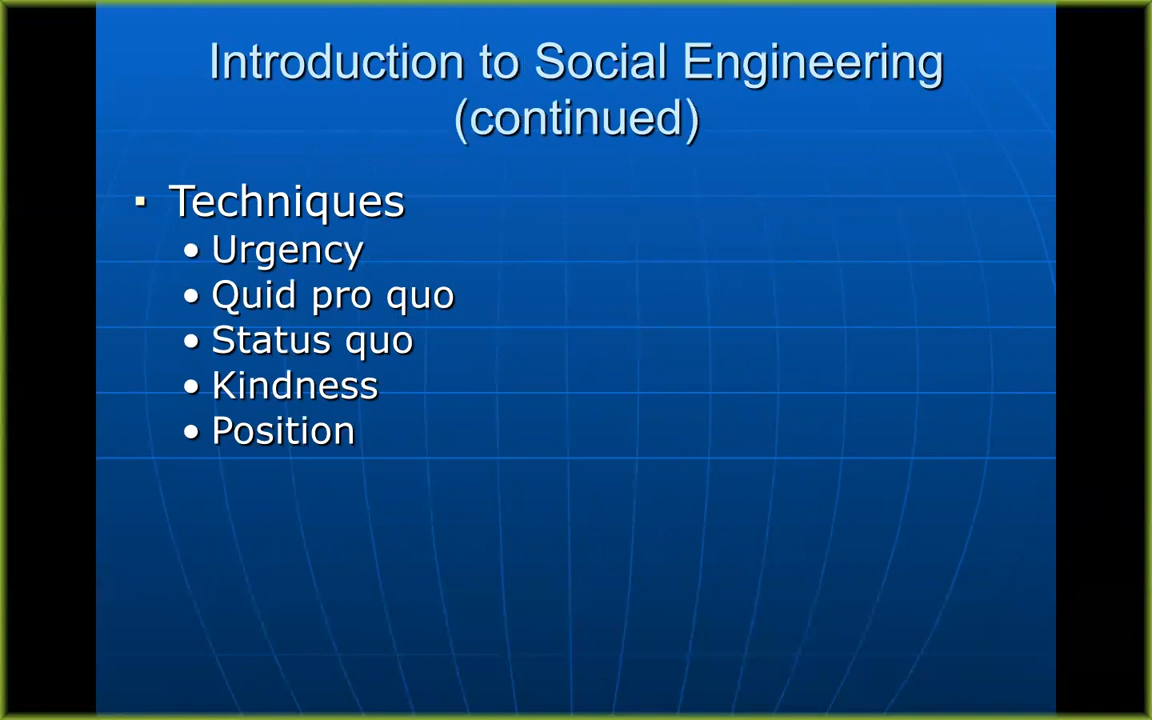 Introduction to Social Engineering
(continued)
▪ Techniques
• Urgency
• Quid pro quo
• Status quo
• Kindness
• Position